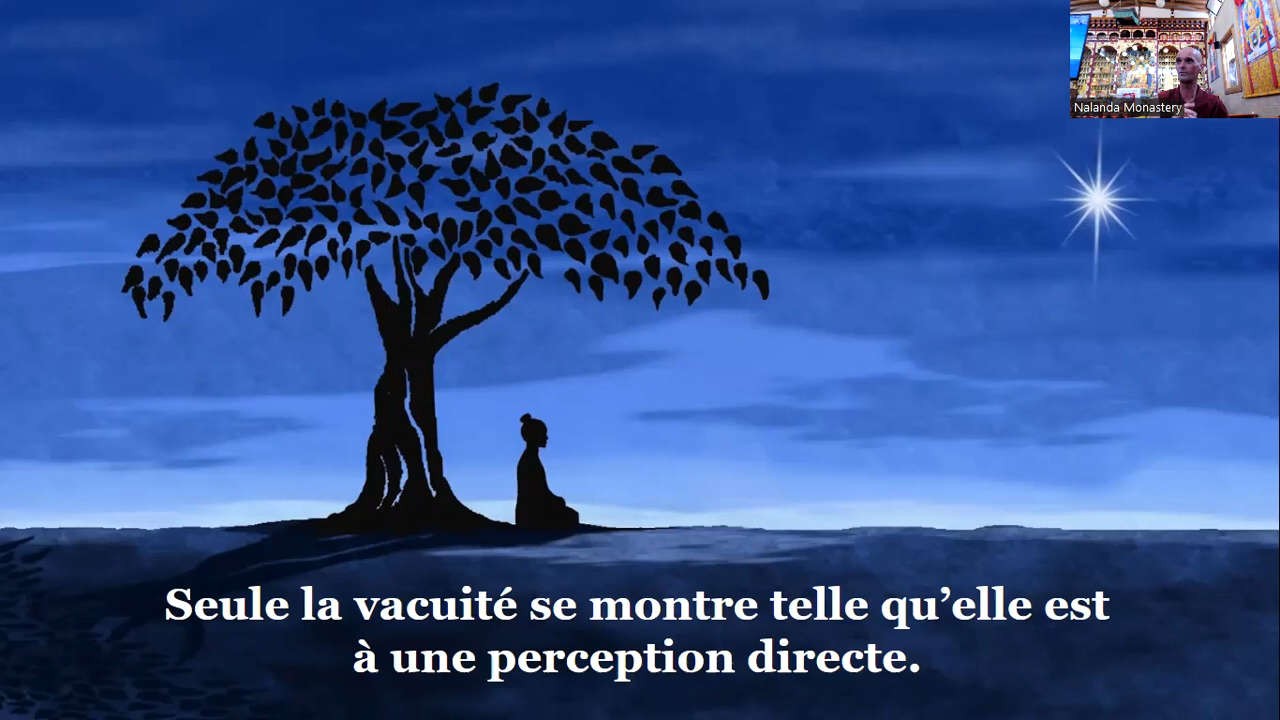 Nalanda Monastery
Seule la vacuité se montre telle qu’elle est
à une perception directe.